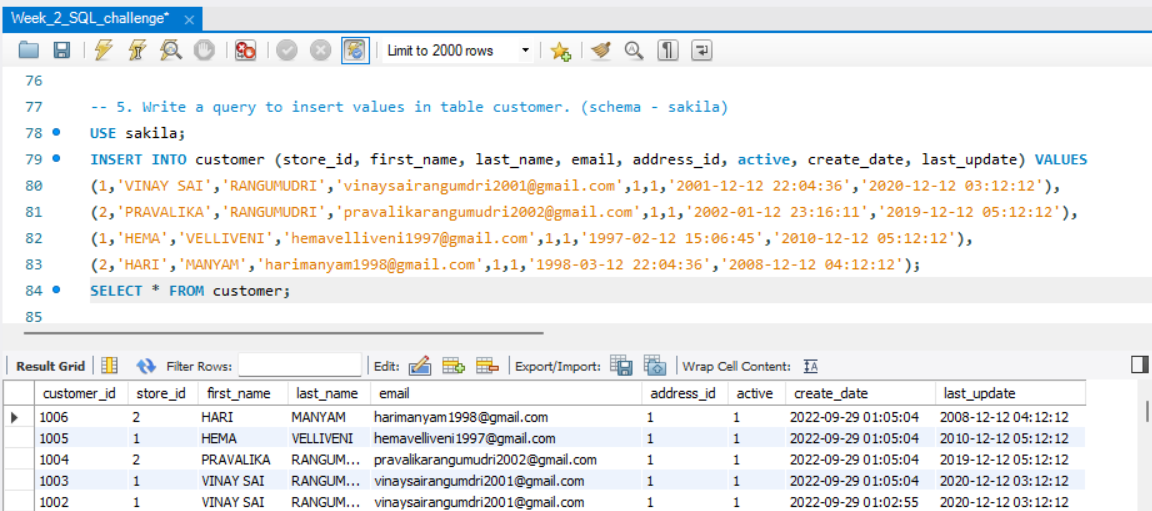 Week_2_SQL_challenge*
Limit to 2000 rows
76
77 -- 5. Write a query to insert values in table customer. (schema - sakila)
78 USE sakila;
79 INSERT INTO customer (store_id, first_name, last_name, email, address_id, active, create_date, last_update) VALUES
80 (1,'VINAY SAI','RANGUMUDRI','vinaysairangumdri2001@gmail.com',1,1,'2001-12-12 22:04:36','2020-12-12 03:12:12'),
81 (2,'PRAVALIKA','RANGUMUDRI','pravalikarangumudri2002@gmail.com',1,1,'2002-01-12 23:16:11','2019-12-12 05:12:12'),
82 (1,'HEMA','VELLIVENI','hemavelliveni1997@gmail.com',1,1,'1997-02-12 15:06:45','2010-12-12 05:12:12'),
83 (2,'HARI','MANYAM','harimanyam1998@gmail.com',1,1,'1998-03-12 22:04:36','2008-12-12 04:12:12');
84 SELECT * FROM customer;
85
Result Grid Filter Rows: Edit: Export/Import: Wrap Cell Content:
customer_id store_id first_name last_name email address_id active create_date last_update
1006 2 HARI MANYAM harimanyam1998@gmail.com 1 1 2022-09-29 01:05:04 2008-12-12 04:12:12
1005 1 HEMA VELLIVENI hemavelliveni1997@gmail.com 1 1 2022-09-29 01:05:04 2010-12-12 05:12:12
1004 2 PRAVALIKA RANGUM... pravalikarangumudri2002@gmail.com 1 1 2022-09-29 01:05:04 2019-12-12 05:12:12
1003 1 VINAY SAI RANGUM... vinaysairangumdri2001@gmail.com 1 1 2022-09-29 01:05:04 2020-12-12 03:12:12
1002 1 VINAY SAI RANGUM... vinaysairangumdri2001@gmail.com 1 1 2022-09-29 01:02:55 2020-12-12 03:12:12